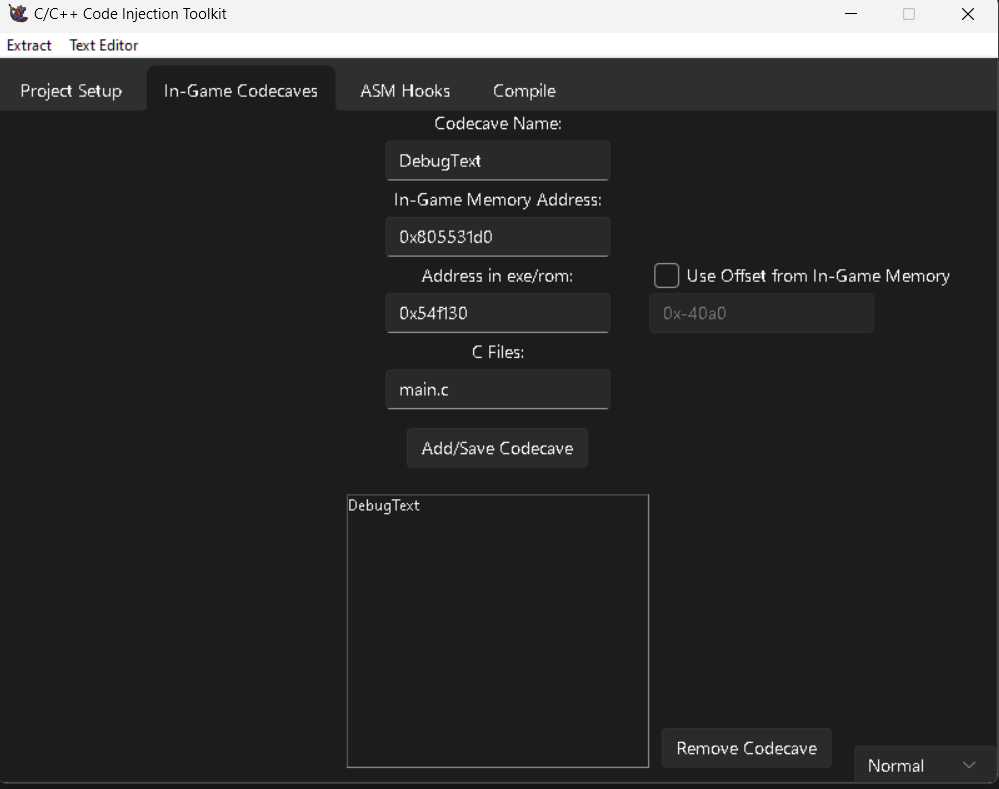 C/C++ Code Injection Toolkit
Extract Text Editor
Project Setup In-Game Codecaves ASM Hooks Compile
Codecave Name:
DebugText
In-Game Memory Address:
0x805531d0
Address in exe/rom: Use Offset from In-Game Memory
0x54f130 0x-40a0
C Files:
main.c
Add/Save Codecave
DebugText
Remove Codecave
Normal